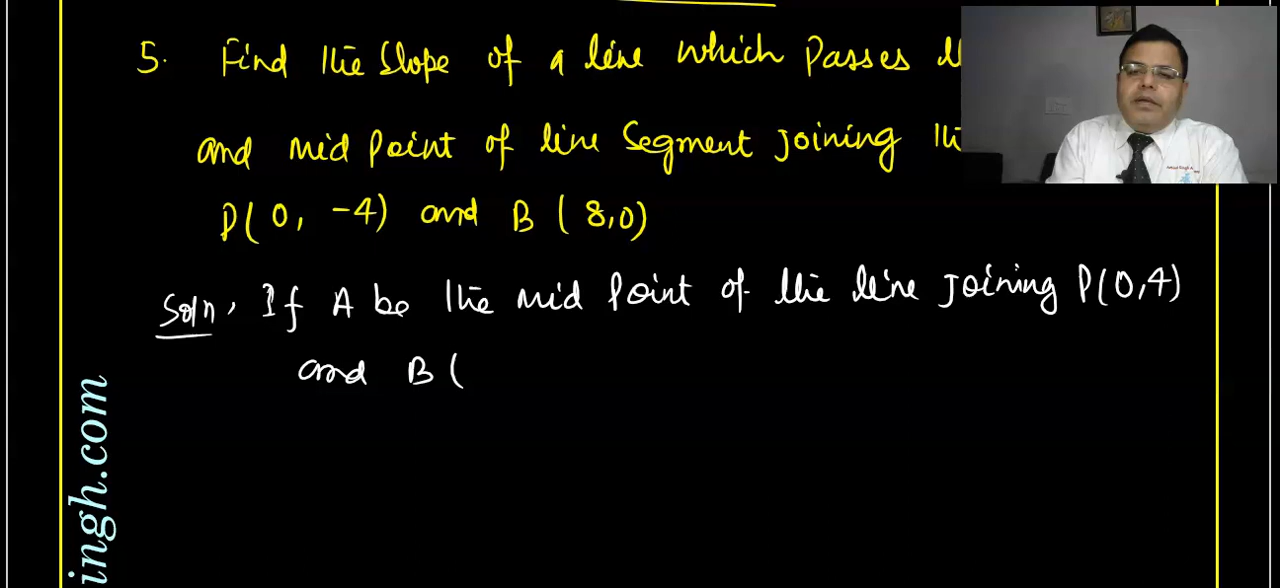 5. Find the Slope of a line which passes
and mid point of line segment joining
P(0, -4) and B (8,0)
Soln, If A be the mid point of the line joining P(0,4)
and B (
ingh.com